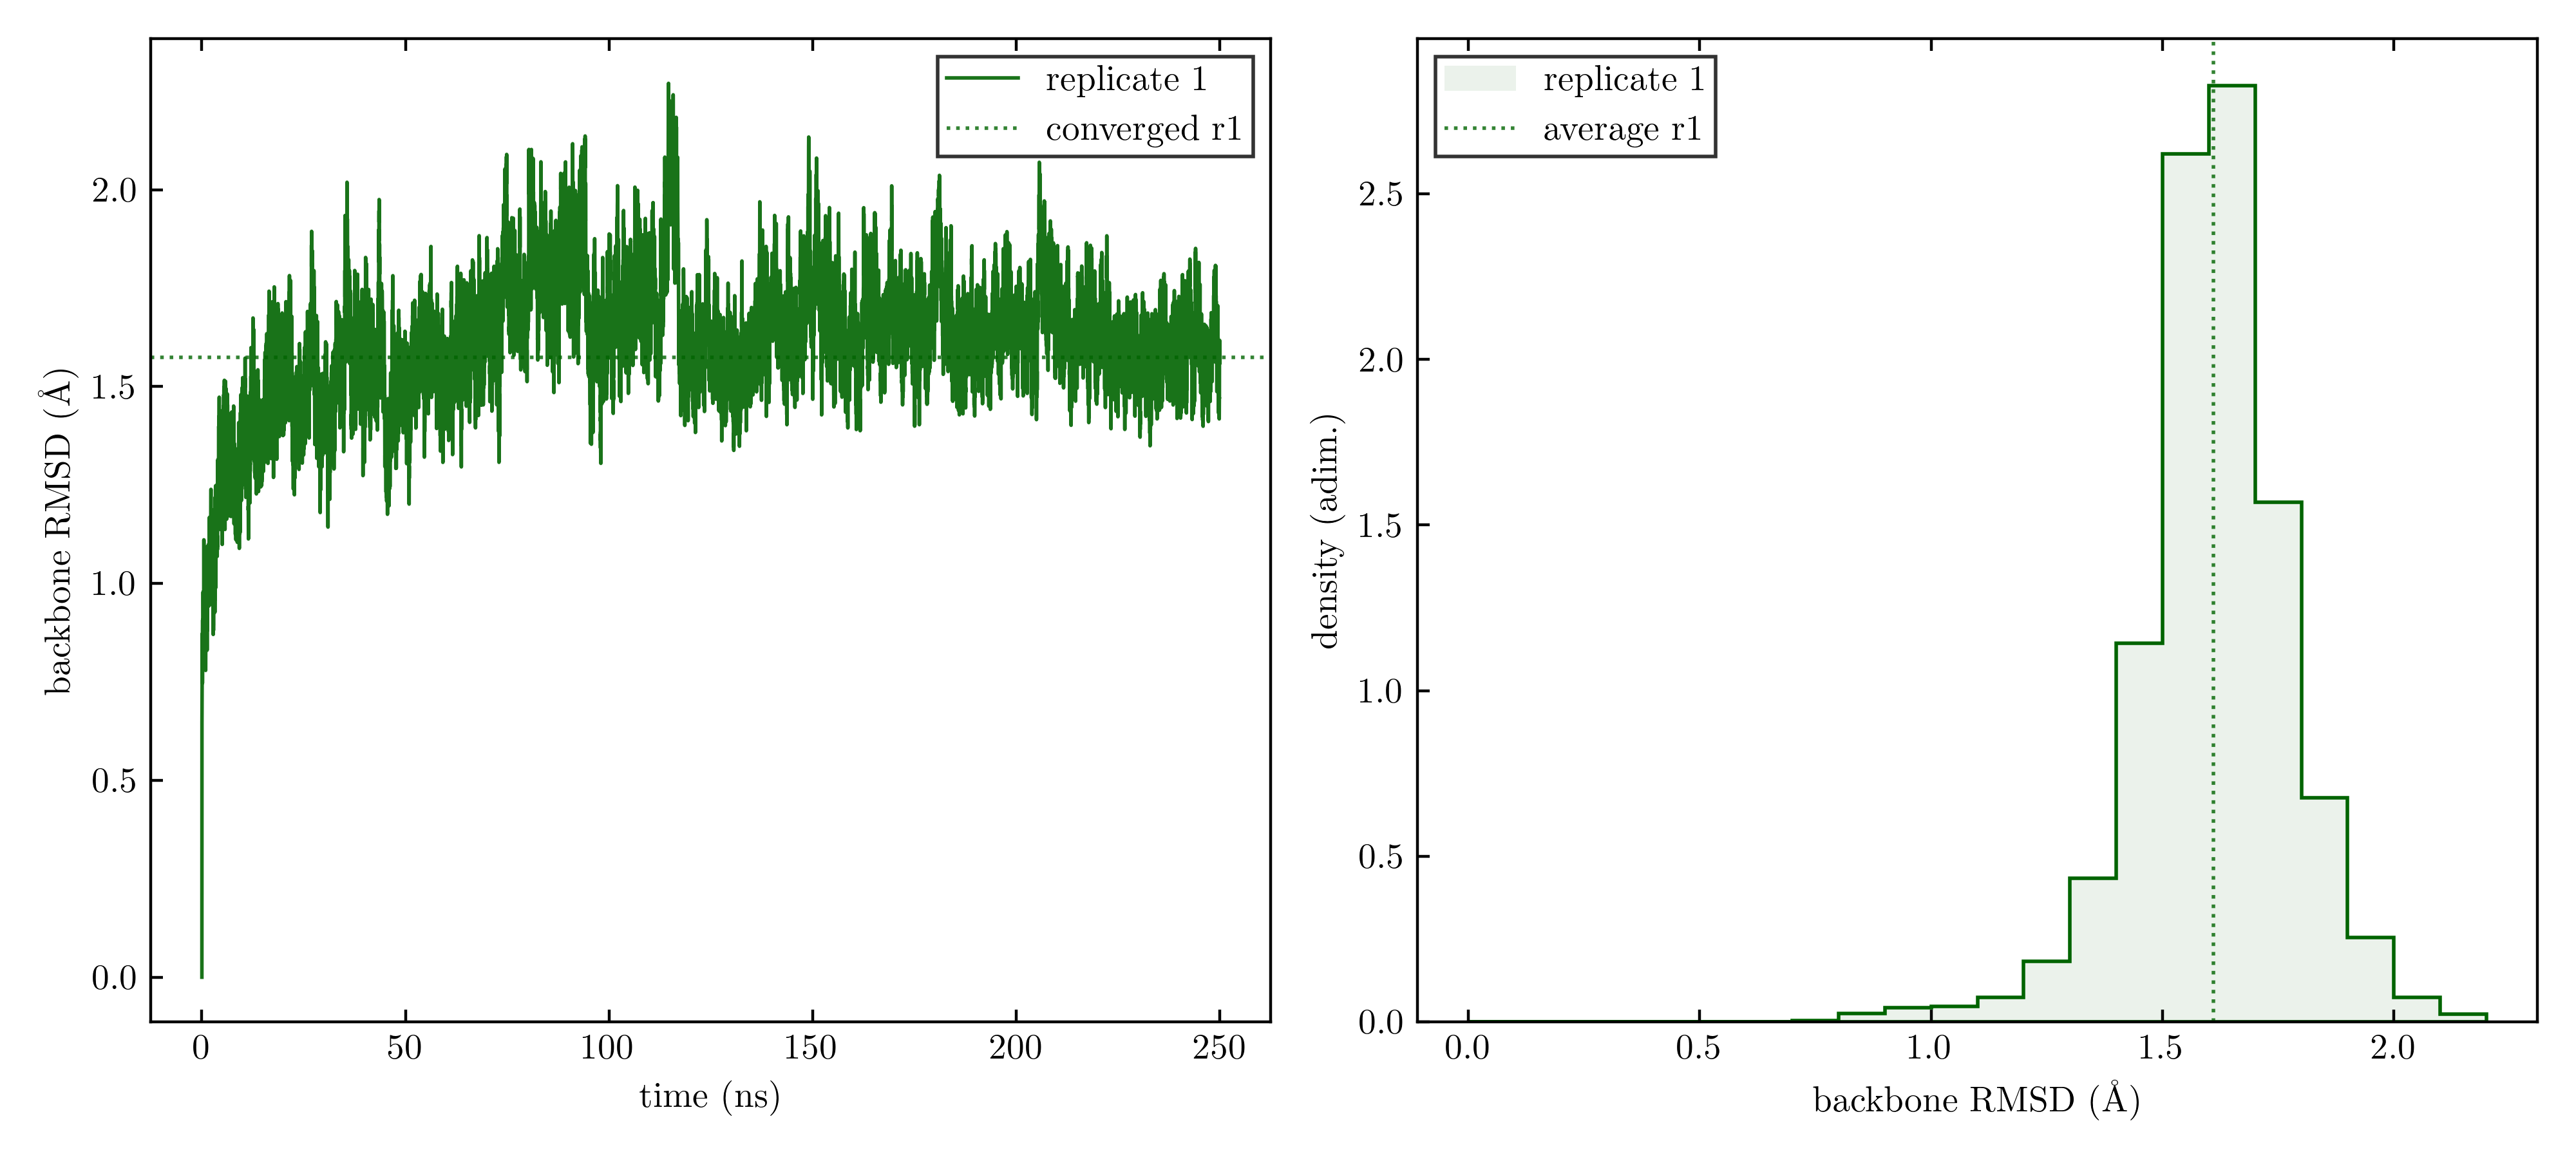 replicate 1
converged r1
2.0
1.5
1.0
0.5
0.0
backbone RMSD (Å)
0 50 100 150 200 250
time (ns)
replicate 1
average r1
2.5
2.0
1.5
1.0
0.5
0.0
density (adim.)
0.0 0.5 1.0 1.5 2.0
backbone RMSD (Å)